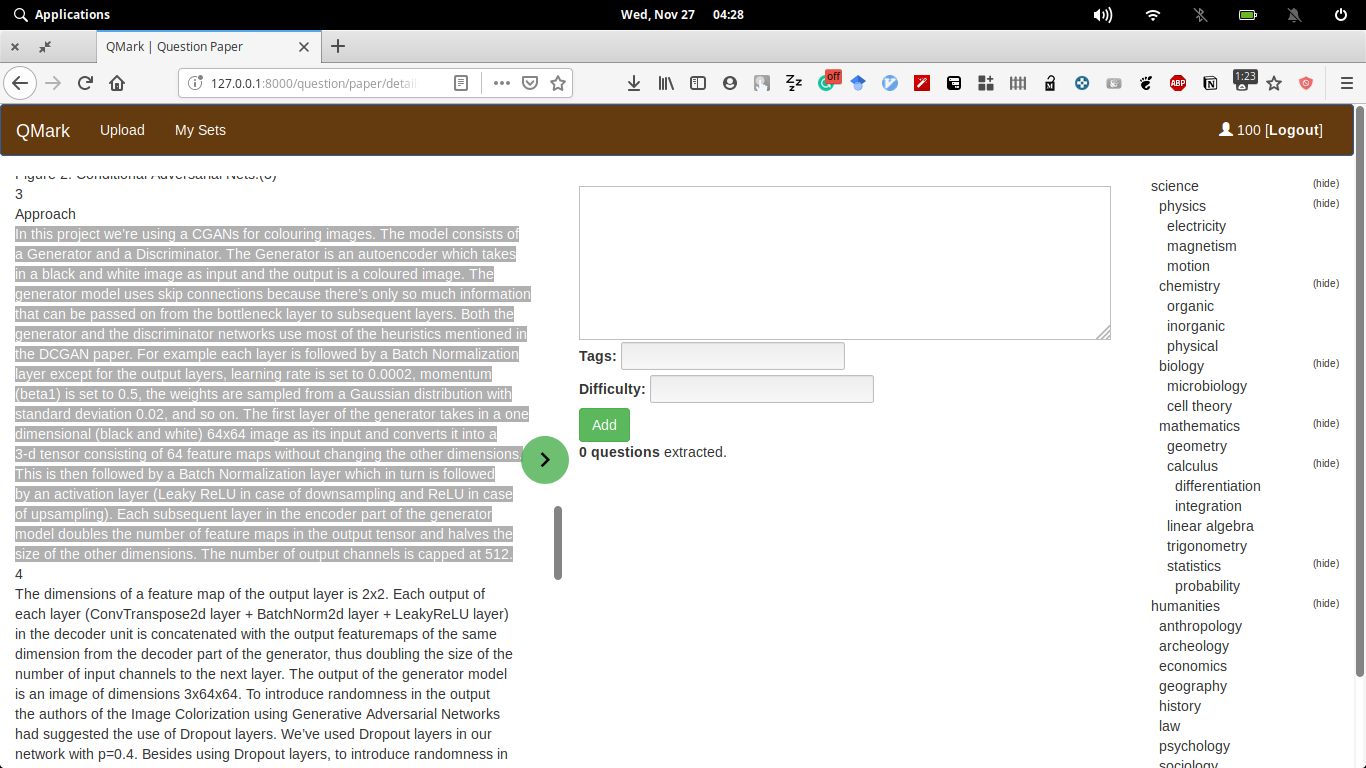 Applications
Wed, Nov 27 04:28
QMark | Question Paper
127.0.0.1:8000/question/paper/detail
off
ABP
1:23
QMark Upload My Sets 100 [Logout]
Figure 2: Conditional Adversarial Nets.(3)
3
Approach
In this project we're using a CGANs for colouring images. The model consists of
a Generator and a Discriminator. The Generator is an autoencoder which takes
in a black and white image as input and the output is a coloured image. The
generator model uses skip connections because there's only so much information
that can be passed on from the bottleneck layer to subsequent layers. Both the
generator and the discriminator networks use most of the heuristics mentioned in
the DCGAN paper. For example each layer is followed by a Batch Normalization
layer except for the output layers, learning rate is set to 0.0002, momentum
(beta1) is set to 0.5, the weights are sampled from a Gaussian distribution with
standard deviation 0.02, and so on. The first layer of the generator takes in a one
dimensional (black and white) 64x64 image as its input and converts it into a
3-d tensor consisting of 64 feature maps without changing the other dimensions.
This is then followed by a Batch Normalization layer which in turn is followed
by an activation layer (Leaky ReLU in case of downsampling and ReLU in case
of upsampling). Each subsequent layer in the encoder part of the generator
model doubles the number of feature maps in the output tensor and halves the
size of the other dimensions. The number of output channels is capped at 512.
4
The dimensions of a feature map of the output layer is 2x2. Each output of
each layer (ConvTranspose2d layer + BatchNorm2d layer + LeakyReLU layer)
in the decoder unit is concatenated with the output featuremaps of the same
dimension from the decoder part of the generator, thus doubling the size of the
number of input channels to the next layer. The output of the generator model
is an image of dimensions 3x64x64. To introduce randomness in the output
the authors of the Image Colorization using Generative Adversarial Networks
had suggested the use of Dropout layers. We've used Dropout layers in our
network with p=0.4. Besides using Dropout layers, to introduce randomness in
Tags:
Difficulty:
Add
0 questions extracted.
science (hide)
physics (hide)
electricity
magnetism
motion
chemistry (hide)
organic
inorganic
physical
biology (hide)
microbiology
cell theory
mathematics (hide)
geometry
calculus (hide)
differentiation
integration
linear algebra
trigonometry
statistics (hide)
probability
humanities (hide)
anthropology
archeology
economics
geography
history
law
psychology
sociology